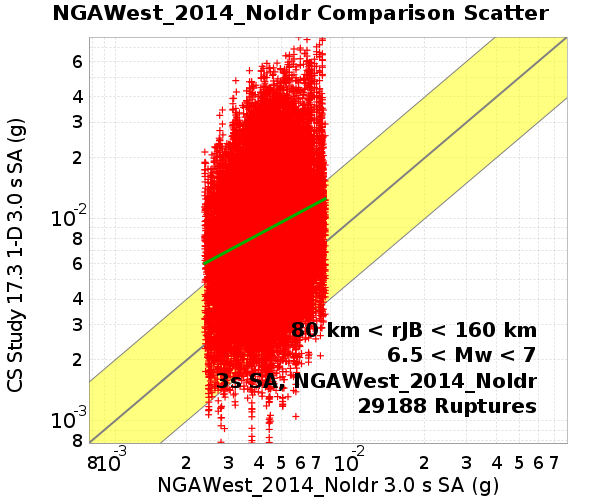 NGAWest_2014_NoIdr Comparison Scatter
CS Study 17.3 1-D 3.0 s SA (g)
6
4
3
2
10⁻²
8
6
4
3
2
10⁻³
8
80 km < rJB < 160 km
6.5 < Mw < 7
3s SA, NGAWest_2014_NoIdr
29188 Ruptures
8 10⁻³ 2 3 4 5 6 7 10⁻² 2 3 4 5 6 7
NGAWest_2014_NoIdr 3.0 s SA (g)